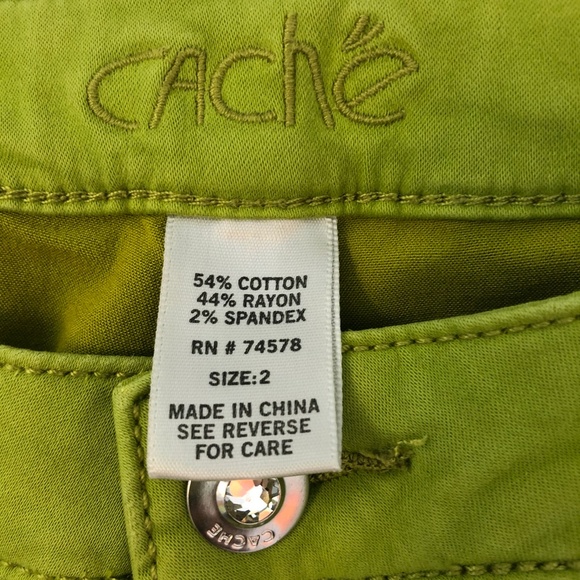 caché
54% COTTON
44% RAYON
2% SPANDEX
RN # 74578
SIZE:2
MADE IN CHINA
SEE REVERSE
FOR CARE
CACHE